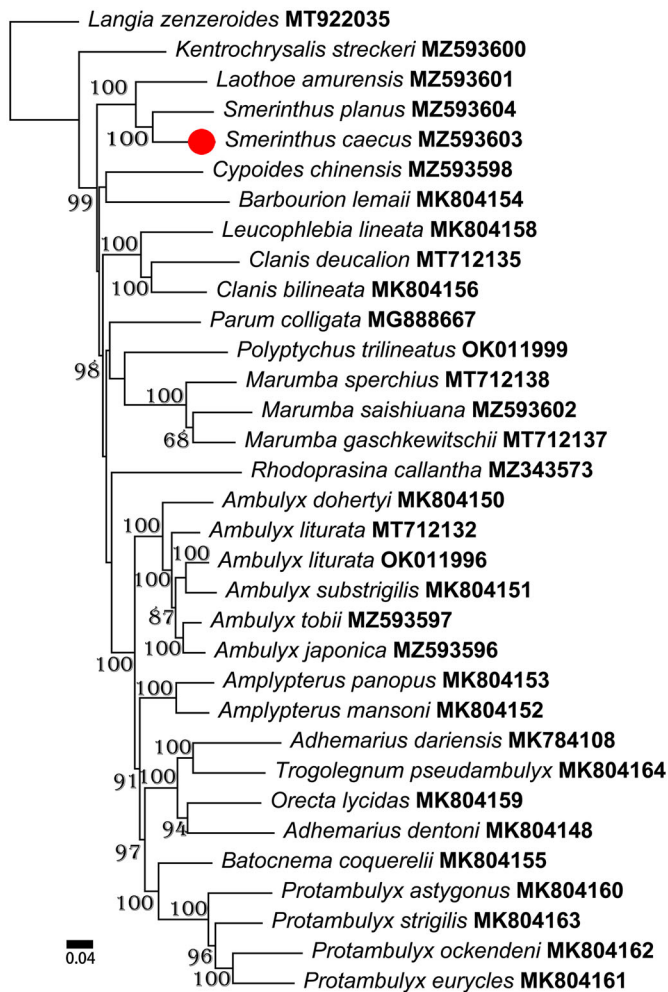 Langia zenzeroides MT922035
Kentrochrysalis streckeri MZ593600
Laothoe amurensis MZ593601
100
Smerinthus planus MZ593604
100
Smerinthus caecus MZ593603
Cypoides chinensis MZ593598
99
Barbourion lemaii MK804154
Leucophlebia lineata MK804158
100
Clanis deucalion MT712135
100
Clanis bilineata MK804156
Parum colligata MG888667
Polyptychus trilineatus OK011999
98
Marumba sperchius MT712138
100
Marumba saishiuana MZ593602
68
Marumba gaschkewitschii MT712137
Rhodoprasina callantha MZ343573
Ambulyx dohertyi MK804150
100
Ambulyx liturata MT712132
100
Ambulyx liturata OK011996
100
Ambulyx substrigilis MK804151
87
Ambulyx tobii MZ593597
100
Ambulyx japonica MZ593596
100
Amplypterus panopus MK804153
100
Amplypterus mansoni MK804152
Adhemarius dariensis MK784108
100
91
100
Trogolegnum pseudambulyx MK804164
Orecta lycidas MK804159
94
Adhemarius dentoni MK804148
97
Batocnema coquerelii MK804155
Protambulyx astygonus MK804160
100
100
Protambulyx strigilis MK804163
0.04
96
Protambulyx ockendeni MK804162
100
Protambulyx eurycles MK804161